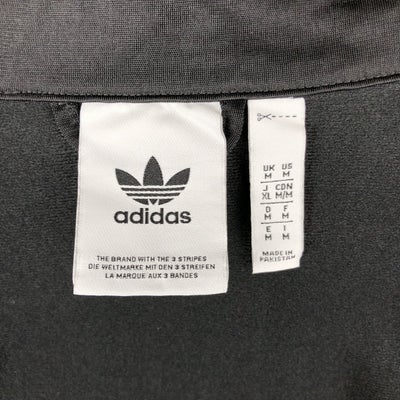 adidas
THE BRAND WITH THE 3 STRIPES
DIE WELTMARKE MIT DEN 3 STREIFEN
LA MARQUE AUX 3 BANDES
UK US
M M
J CDN
XL M/M
D F
M M
E I
M M
MADE IN
PAKISTAN